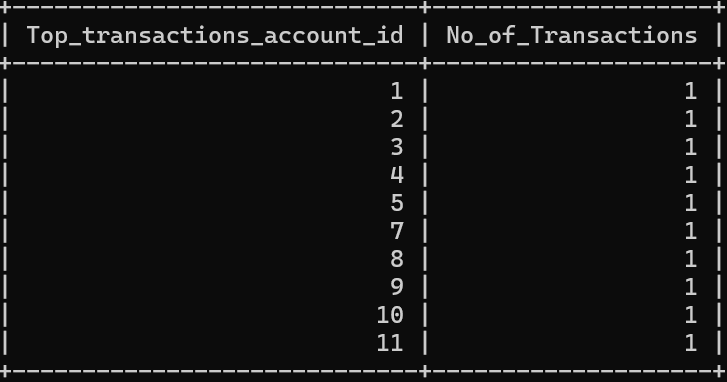 +-----------------------------+--------------------+
| Top_transactions_account_id | No_of_Transactions |
+-----------------------------+--------------------+
|                           1 |                  1 |
|                           2 |                  1 |
|                           3 |                  1 |
|                           4 |                  1 |
|                           5 |                  1 |
|                           7 |                  1 |
|                           8 |                  1 |
|                           9 |                  1 |
|                          10 |                  1 |
|                          11 |                  1 |
+-----------------------------+--------------------+